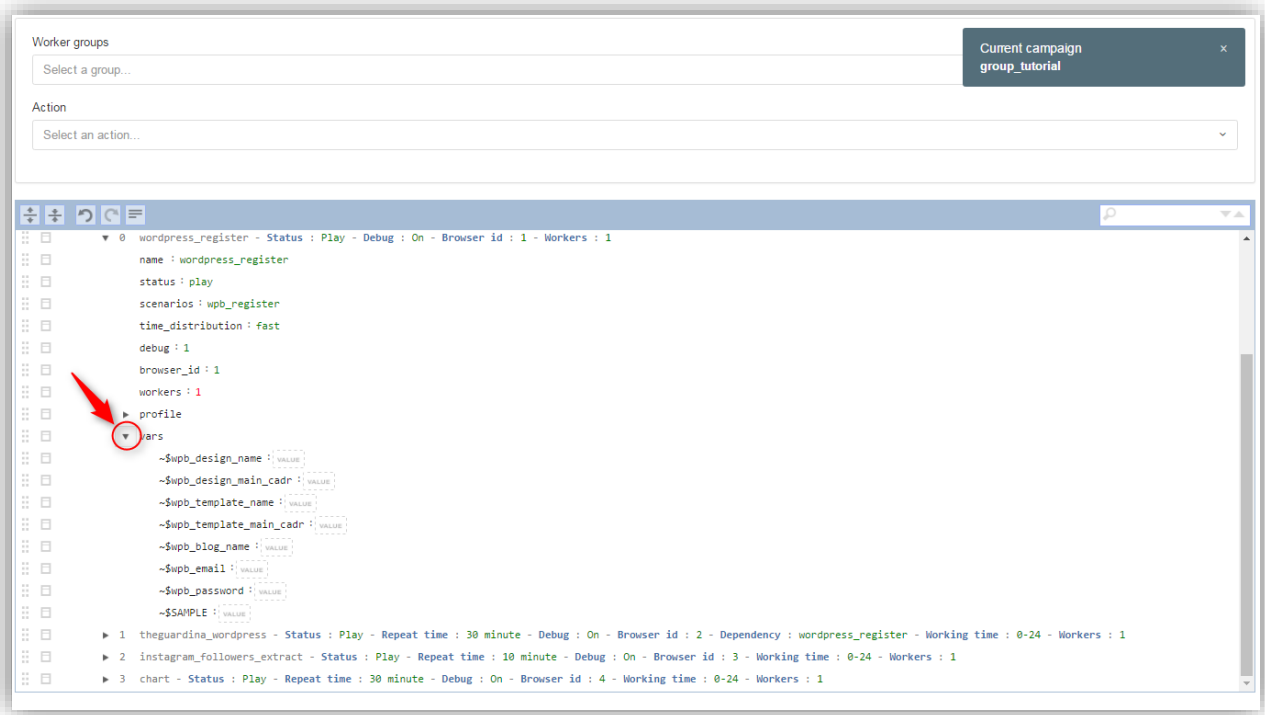 Worker groups
Select a group...
Current campaign ×
group_tutorial
Action
Select an action...
0 wordpress_register - Status : Play - Debug : On - Browser id : 1 - Workers : 1
name : wordpress_register
status : play
scenarios : wpb_register
time_distribution : fast
debug : 1
browser_id : 1
workers : 1
profile
vars
~$wpb_design_name : VALUE
~$wpb_design_main_cadr : VALUE
~$wpb_template_name : VALUE
~$wpb_template_main_cadr : VALUE
~$wpb_blog_name : VALUE
~$wpb_email : VALUE
~$wpb_password : VALUE
~$SAMPLE : VALUE
1 theguardina_wordpress - Status : Play - Repeat time : 30 minute - Debug : On - Browser id : 2 - Dependency : wordpress_register - Working time : 0-24 - Workers : 1
2 instagram_followers_extract - Status : Play - Repeat time : 10 minute - Debug : On - Browser id : 3 - Working time : 0-24 - Workers : 1
3 chart - Status : Play - Repeat time : 30 minute - Debug : On - Browser id : 4 - Working time : 0-24 - Workers : 1